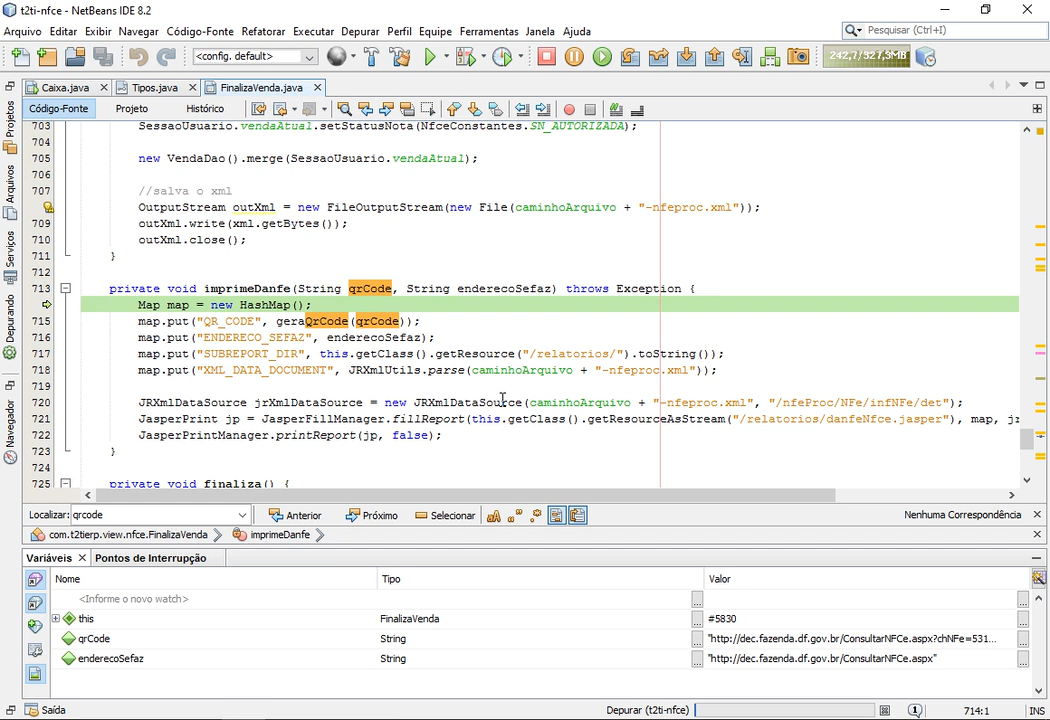 t2ti-nfce - NetBeans IDE 8.2
Arquivo Editar Exibir Navegar Código-Fonte Refatorar Executar Depurar Perfil Equipe Ferramentas Janela Ajuda
Pesquisar (Ctrl+I)
<config. default>
242,7/527,5MB
Caixa.java Tipos.java FinalizaVenda.java
Código-Fonte Projeto Histórico
Projetos
Arquivos
Serviços
Depurando
Navegador
703 SessaoUsuario.vendaAtual.setStatusNota(NfceConstantes.SN_AUTORIZADA);
704
705 new VendaDao().merge(SessaoUsuario.vendaAtual);
706
707 //salva o xml
OutputStream outXml = new FileOutputStream(new File(caminhoArquivo + "-nfeproc.xml"));
709 outXml.write(xml.getBytes());
710 outXml.close();
711 }
712
713 private void imprimeDanfe(String qrCode, String enderecoSefaz) throws Exception {
Map map = new HashMap();
715 map.put("QR_CODE", geraQrCode(qrCode));
716 map.put("ENDERECO_SEFAZ", enderecoSefaz);
717 map.put("SUBREPORT_DIR", this.getClass().getResource("/relatorios/").toString());
718 map.put("XML_DATA_DOCUMENT", JRXmlUtils.parse(caminhoArquivo + "-nfeproc.xml"));
719
720 JRXmlDataSource jrXmlDataSource = new JRXmlDataSource(caminhoArquivo + "-nfeproc.xml", "/nfeProc/NFe/infNFe/det");
721 JasperPrint jp = JasperFillManager.fillReport(this.getClass().getResourceAsStream("/relatorios/danfeNfce.jasper"), map, jr
722 JasperPrintManager.printReport(jp, false);
723 }
724
725 private void finaliza() {
Localizar: qrcode Anterior Próximo Selecionar Nenhuma Correspondência
com.t2tierp.view.nfce.FinalizaVenda imprimeDanfe
Variáveis Pontos de Interrupção
Nome Tipo Valor
<Informe o novo watch> ... ...
this FinalizaVenda ... #5830 ...
qrCode String ... "http://dec.fazenda.df.gov.br/ConsultarNFCe.aspx?chNFe=531... ...
enderecoSefaz String ... "http://dec.fazenda.df.gov.br/ConsultarNFCe.aspx" ...
Saída Depurar (t2ti-nfce) 714:1 INS